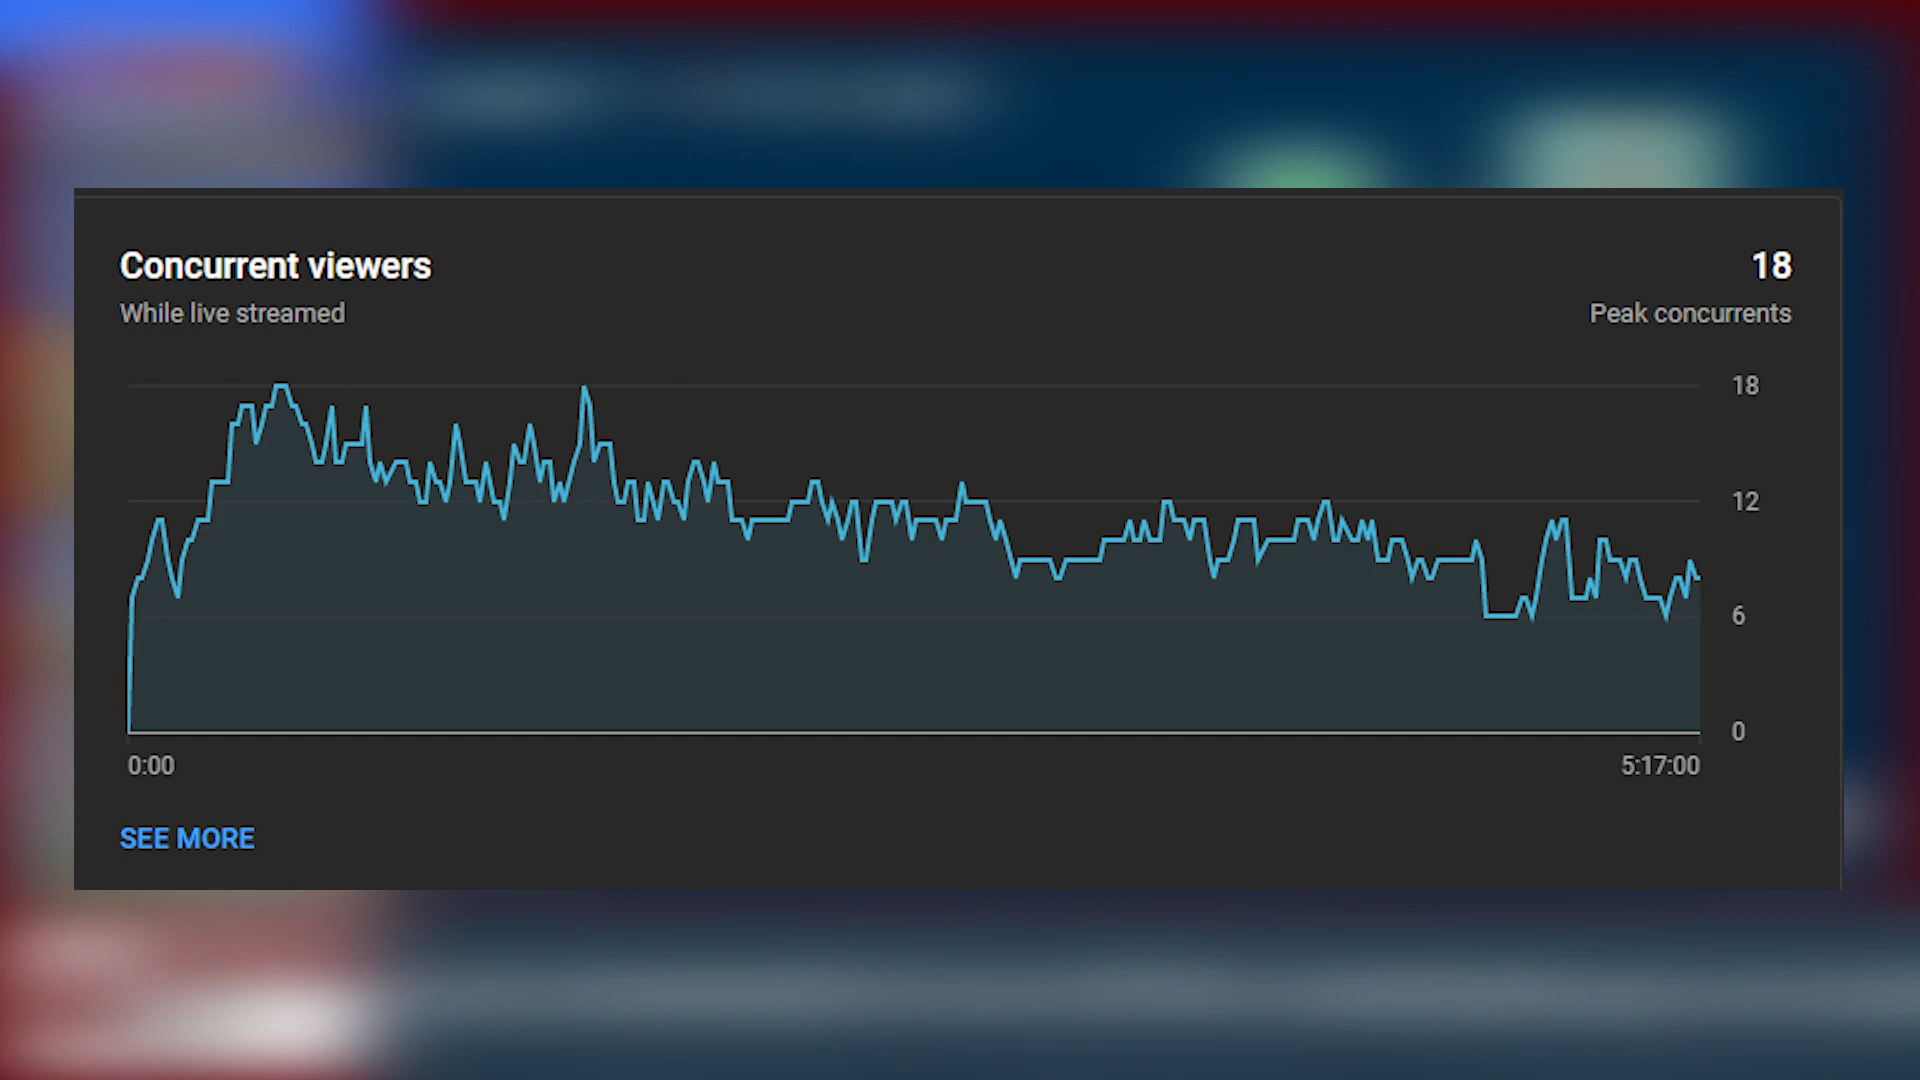 Concurrent viewers
18
While live streamed
Peak concurrents
18
12
6
0
0:00
5:17:00
SEE MORE